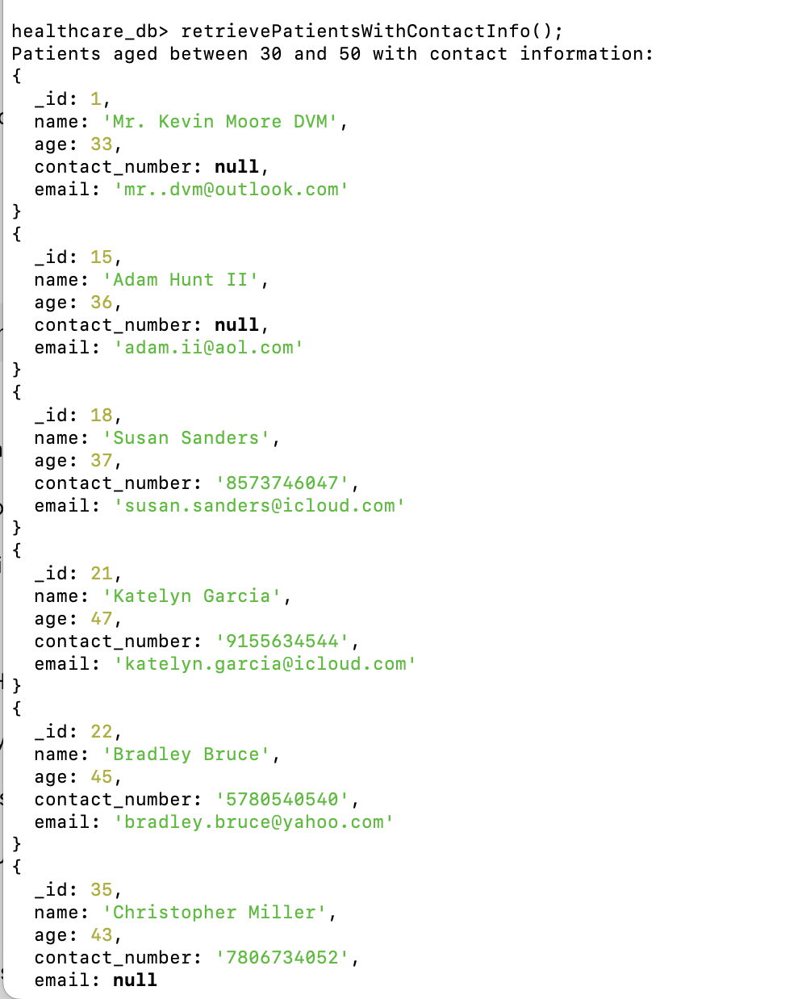 healthcare_db> retrievePatientsWithContactInfo();
Patients aged between 30 and 50 with contact information:
{
  _id: 1,
  name: 'Mr. Kevin Moore DVM',
  age: 33,
  contact_number: null,
  email: 'mr..dvm@outlook.com'
}
{
  _id: 15,
  name: 'Adam Hunt II',
  age: 36,
  contact_number: null,
  email: 'adam.ii@aol.com'
}
{
  _id: 18,
  name: 'Susan Sanders',
  age: 37,
  contact_number: '8573746047',
  email: 'susan.sanders@icloud.com'
}
{
  _id: 21,
  name: 'Katelyn Garcia',
  age: 47,
  contact_number: '9155634544',
  email: 'katelyn.garcia@icloud.com'
}
{
  _id: 22,
  name: 'Bradley Bruce',
  age: 45,
  contact_number: '5780540540',
  email: 'bradley.bruce@yahoo.com'
}
{
  _id: 35,
  name: 'Christopher Miller',
  age: 43,
  contact_number: '7806734052',
  email: null